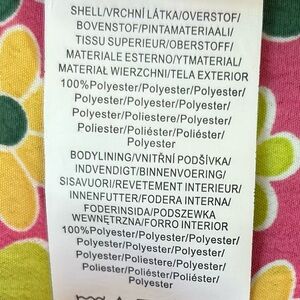 SHELL/VRCHNÍ LÁTKA/OVERSTOF/
BOVENSTOF/PINTAMATERIAALI/
TISSU SUPERIEUR/OBERSTOFF/
MATERIALE ESTERNO/YTMATERIAL/
MATERIAŁ WIERZCHNI/TELA EXTERIOR
100%Polyester/Polyester/Polyester/
Polyester/Polyesteri/Polyester/
Polyester/Poliestere/Polyester/
Poliester/Poliéster/Poliéster/
Polyester
BODYLINING/VNITŘNÍ PODŠÍVKA/
INDVENDIGT/BINNENVOERING/
SISAVUORI/REVETEMENT INTERIEUR/
INNENFUTTER/FODERA INTERNA/
FODERINSIDA/PODSZEWKA
WEWNĘTRZNA/FORRO INTERIOR
100%Polyester/Polyester/Polyester/
Polyester/Polyesteri/Polyester/
Polyester/Poliestere/Polyester/
Poliester/Poliéster/Poliéster/
Polyester